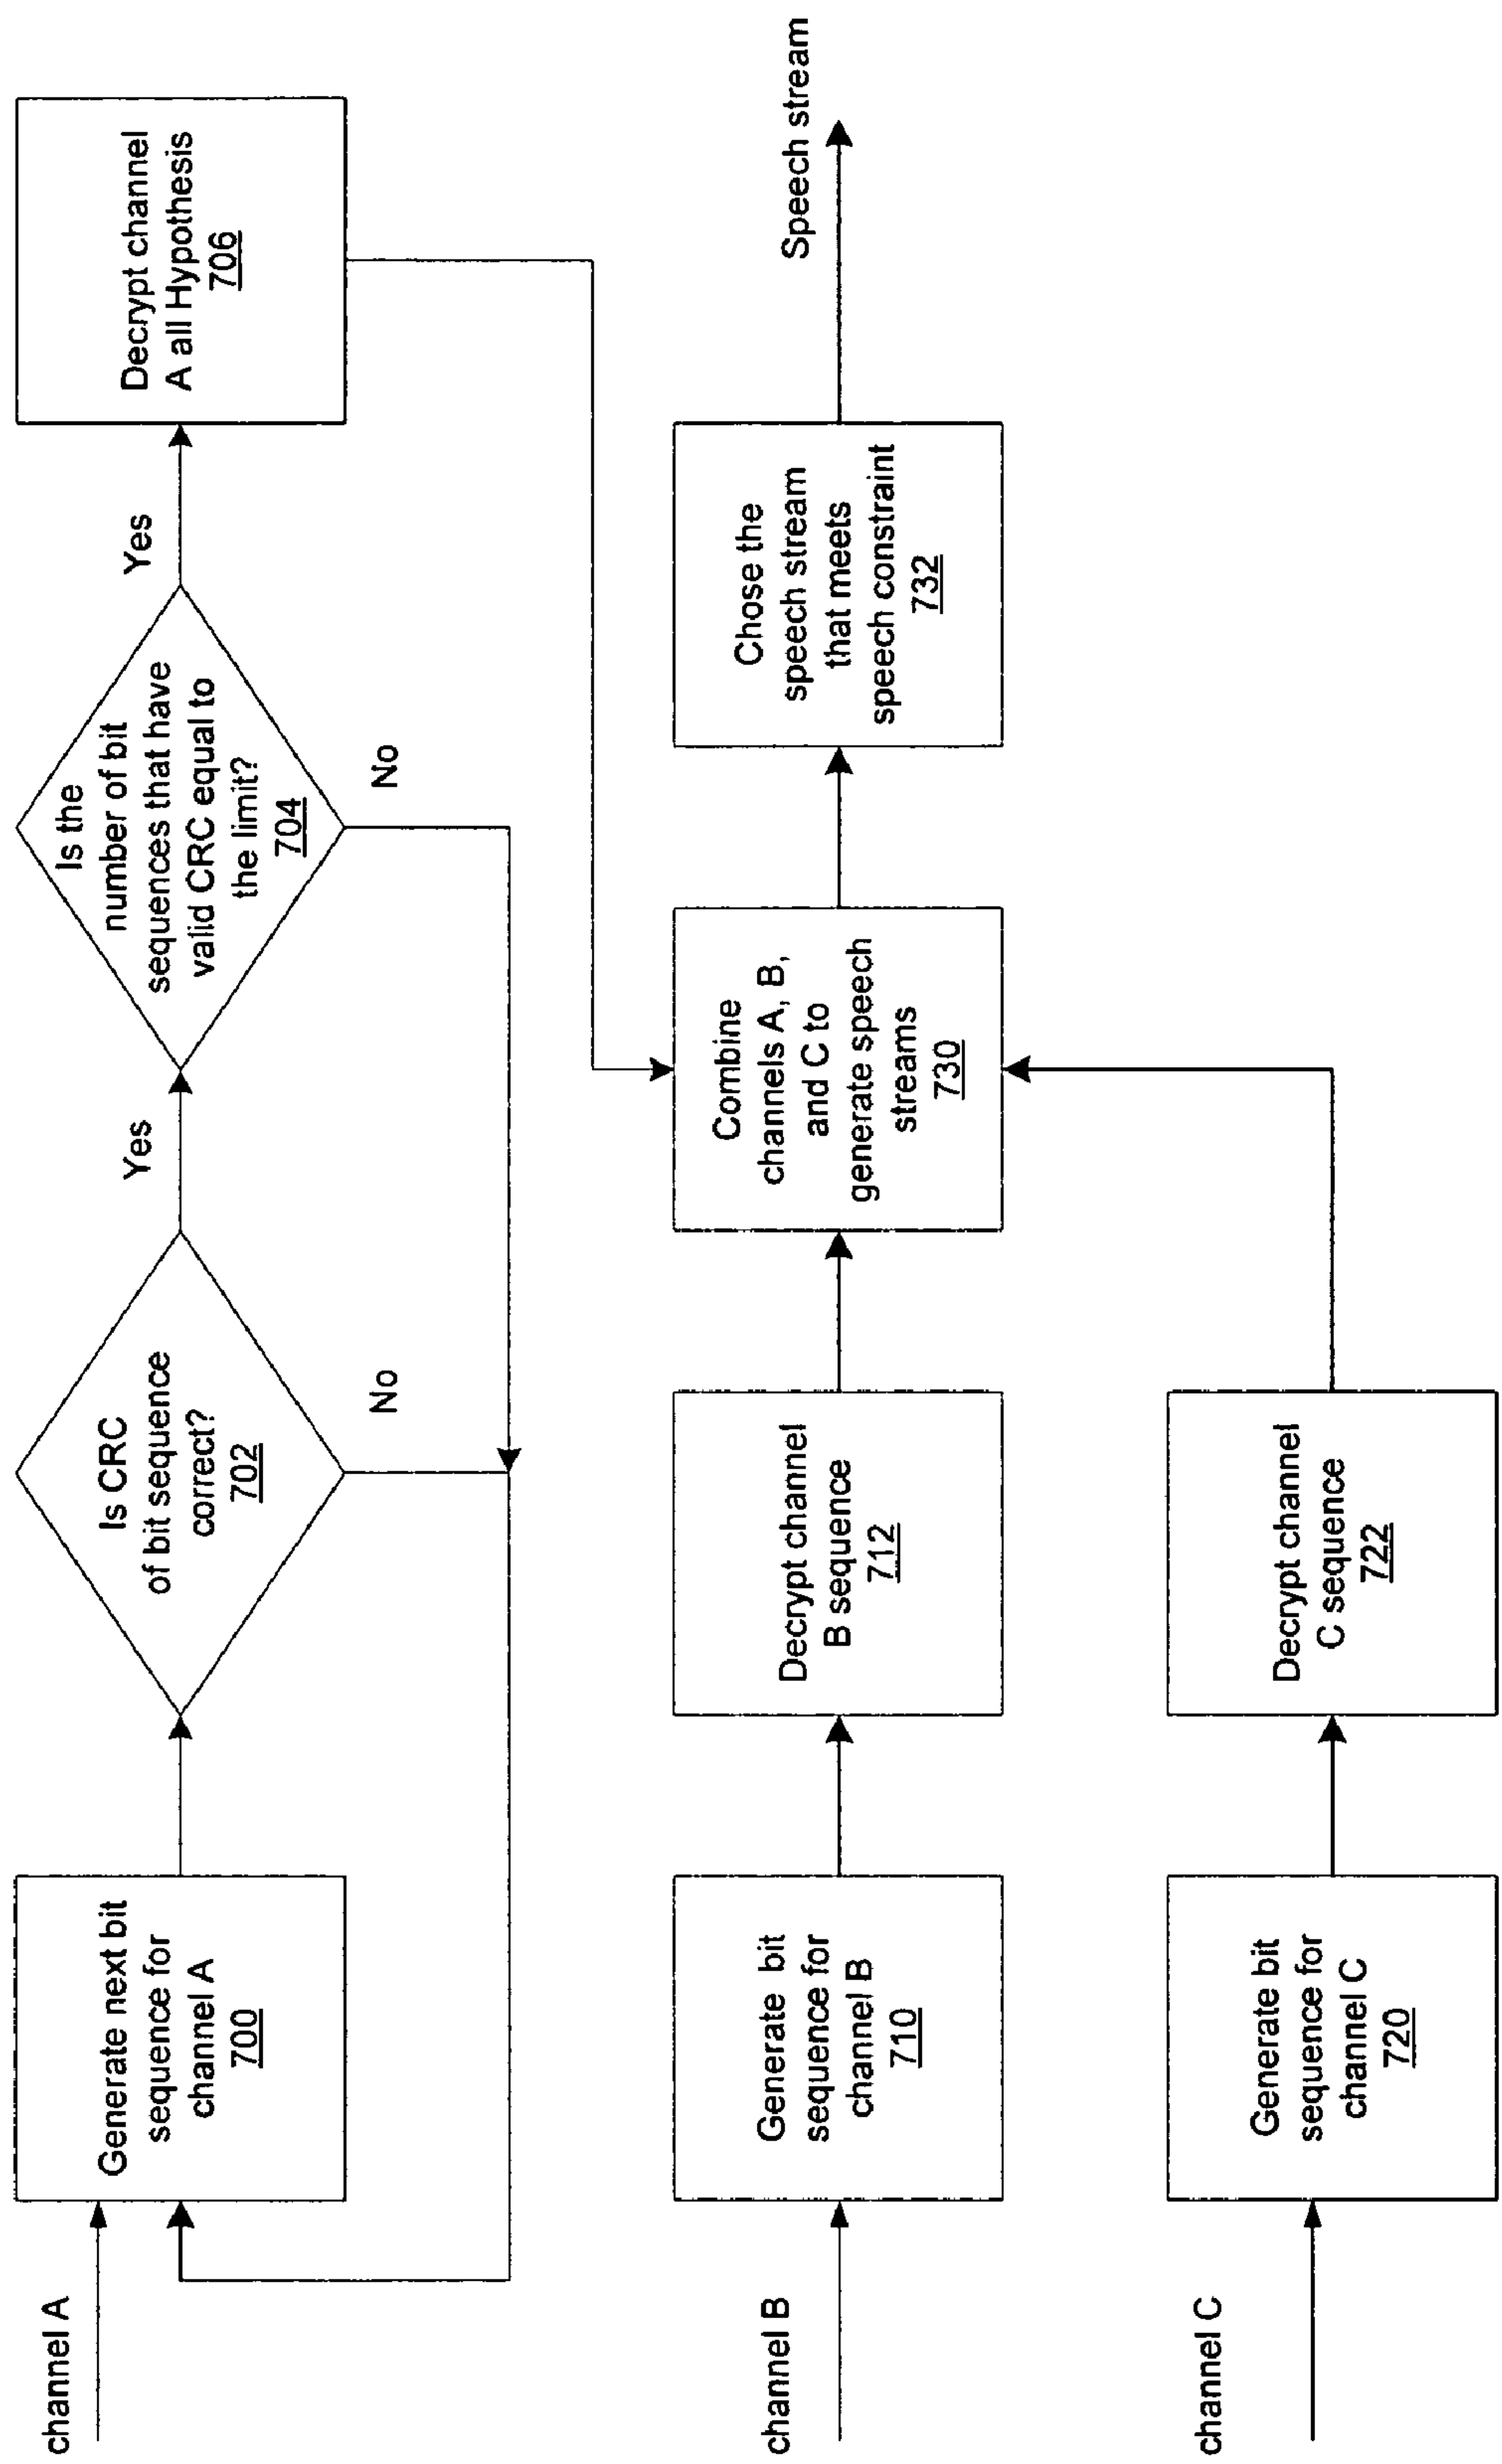 channel A
Generate next bit
sequence for
channel A
700
Is CRC
of bit sequence
correct?
702
Yes
No
Is the
number of bit
sequences that have
valid CRC equal to
the limit?
704
Yes
No
Decrypt channel
A all Hypothesis
706
channel B
Generate bit
sequence for
channel B
710
Decrypt channel
B sequence
712
Combine
channels A, B,
and C to
generate speech
streams
730
Chose the
speech stream
that meets
speech constraint
732
Speech stream
channel C
Generate bit
sequence for
channel C
720
Decrypt channel
C sequence
722